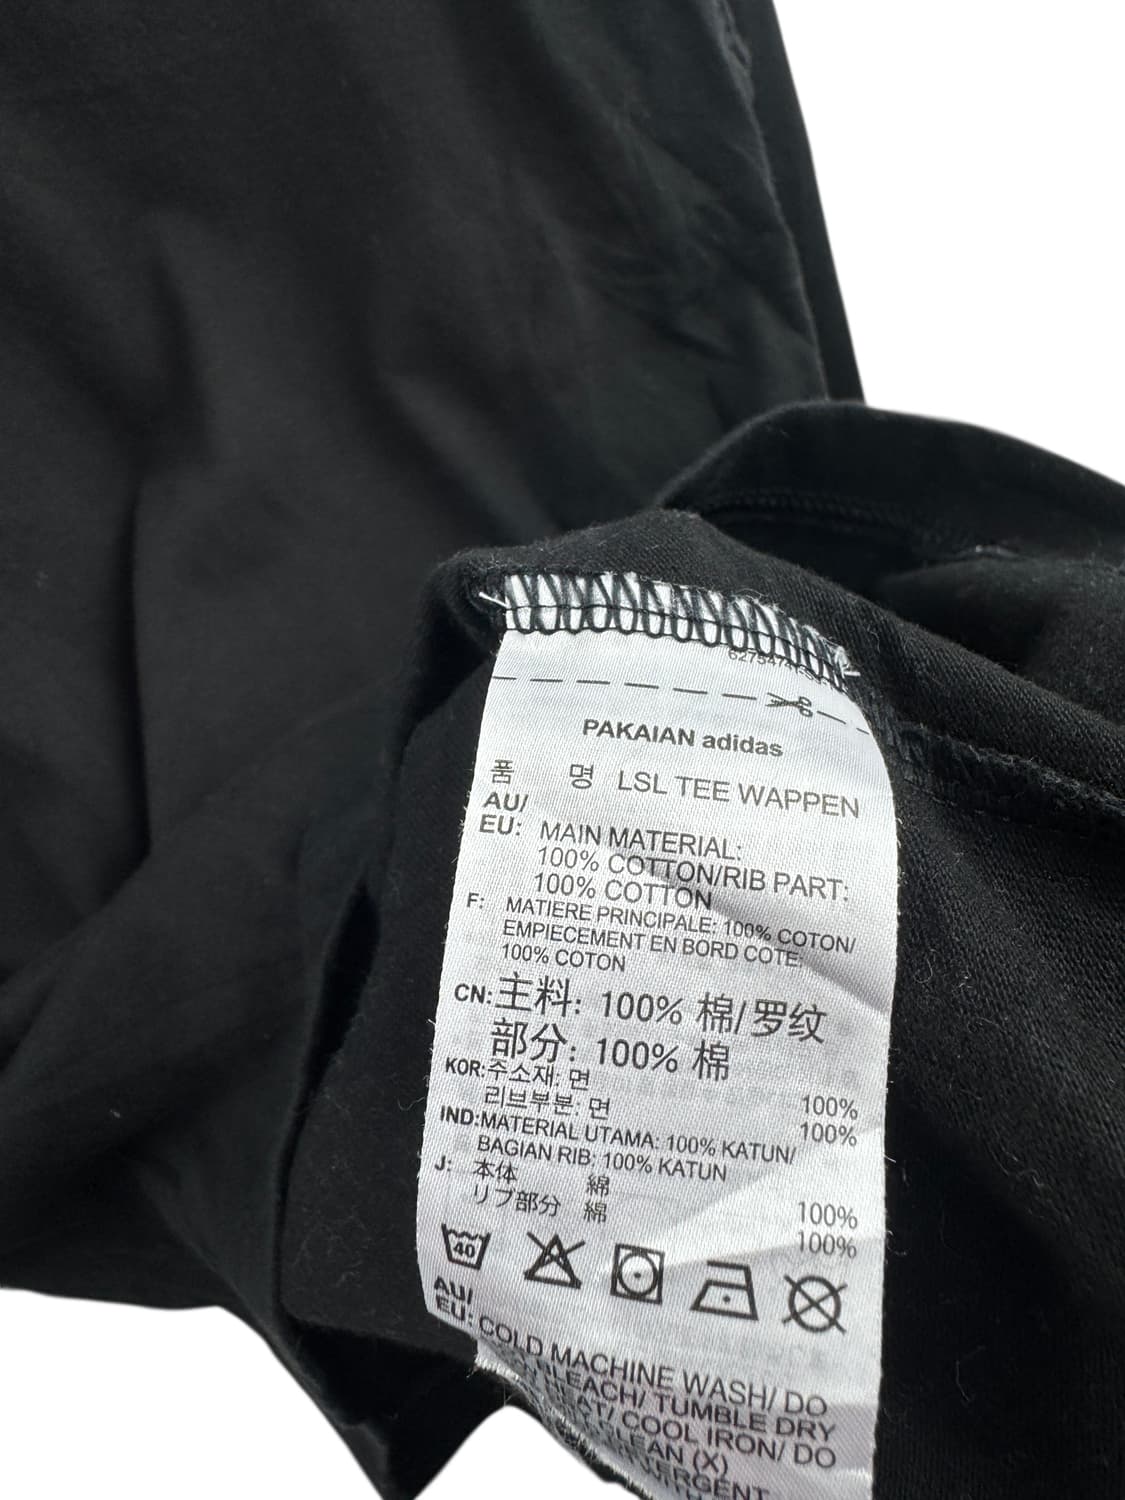 PAKAIAN adidas
품 명 LSL TEE WAPPEN
AU/
EU: MAIN MATERIAL:
100% COTTON/RIB PART:
100% COTTON
F: MATIERE PRINCIPALE: 100% COTON/
EMPIECEMENT EN BORD COTE:
100% COTON
CN: 主料: 100% 棉/罗纹
部分: 100% 棉
KOR: 주소재: 면 100%
리브부분: 면 100%
IND: MATERIAL UTAMA: 100% KATUN/
BAGIAN RIB: 100% KATUN
J: 本体 綿 100%
リブ部分 綿 100%
40
AU/
EU: COLD MACHINE WASH/ DO
BLEACH/ TUMBLE DRY
COOL IRON/ DO
(X)